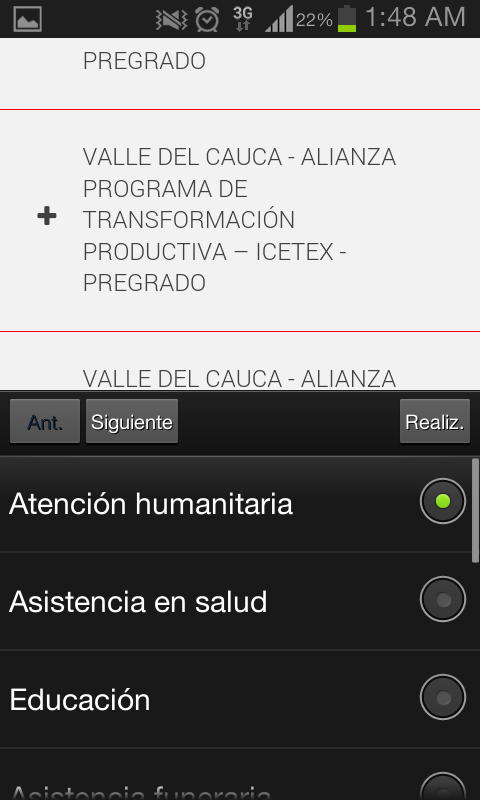 3G 22% 1:48 AM
PREGRADO
VALLE DEL CAUCA - ALIANZA
PROGRAMA DE
TRANSFORMACIÓN
PRODUCTIVA – ICETEX -
PREGRADO
VALLE DEL CAUCA - ALIANZA
Ant. Siguiente Realiz.
Atención humanitaria
Asistencia en salud
Educación
Asistencia funeraria